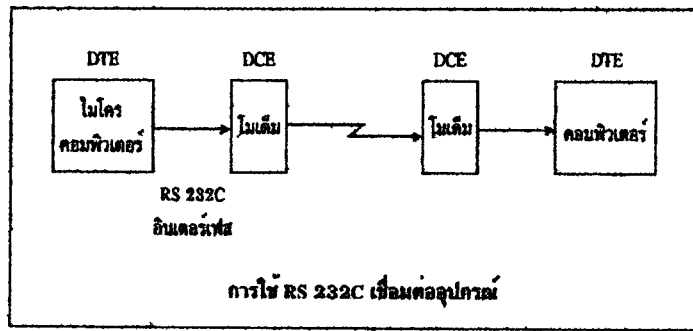 DTE DCE DCE DTE
ไมโคร
คอมพิวเตอร์
โมเด็ม
โมเด็ม
คอมพิวเตอร์
RS 232C
อินเตอร์เฟส
การใช้ RS 232C เชื่อมต่ออุปกรณ์